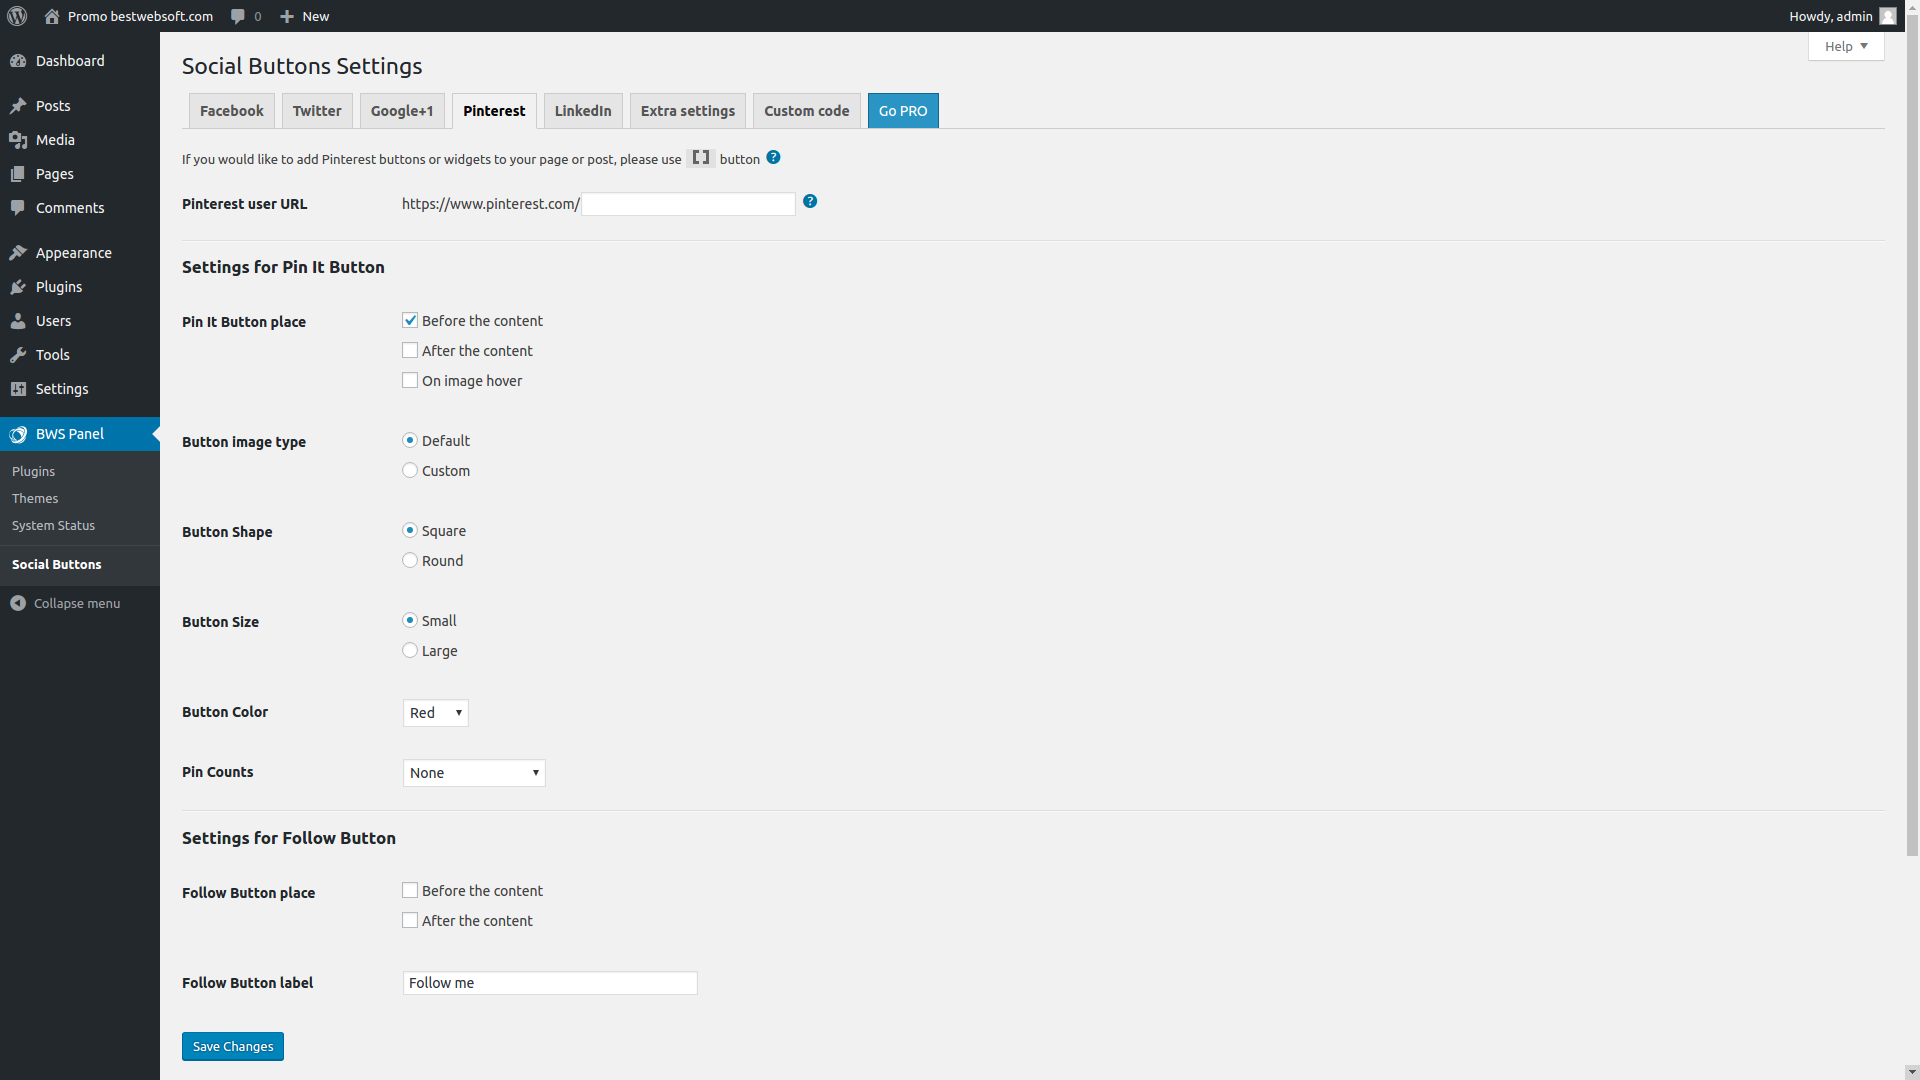 Promo bestwebsoft.com 0 New Howdy, admin
Help
Dashboard
Posts
Media
Pages
Comments
Appearance
Plugins
Users
Tools
Settings
BWS Panel
Plugins
Themes
System Status
Social Buttons
Collapse menu
Social Buttons Settings
Facebook Twitter Google+1 Pinterest LinkedIn Extra settings Custom code Go PRO
If you would like to add Pinterest buttons or widgets to your page or post, please use [] button ?
Pinterest user URL https://www.pinterest.com/ ?
Settings for Pin It Button
Pin It Button place Before the content
After the content
On image hover
Button image type Default
Custom
Button Shape Square
Round
Button Size Small
Large
Button Color Red
Pin Counts None
Settings for Follow Button
Follow Button place Before the content
After the content
Follow Button label Follow me
Save Changes